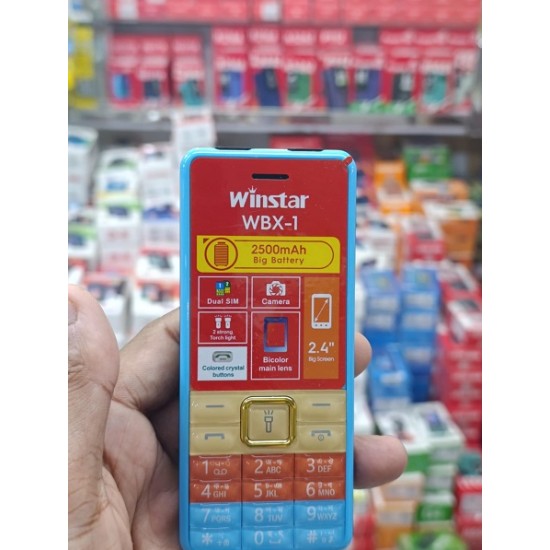 Winstar
WBX-1
2500mAh
Big Battery
Dual SIM
Camera
2 strong
Torch light
Bicolor
main lens
2.4"
Big Screen
Colored crystal
buttons
1 Q.D 2 ABC 3 DEF
4 GHI 5 JKL 6 MNO
7 PQRS 8 TUV 9 WXYZ
* 0 #